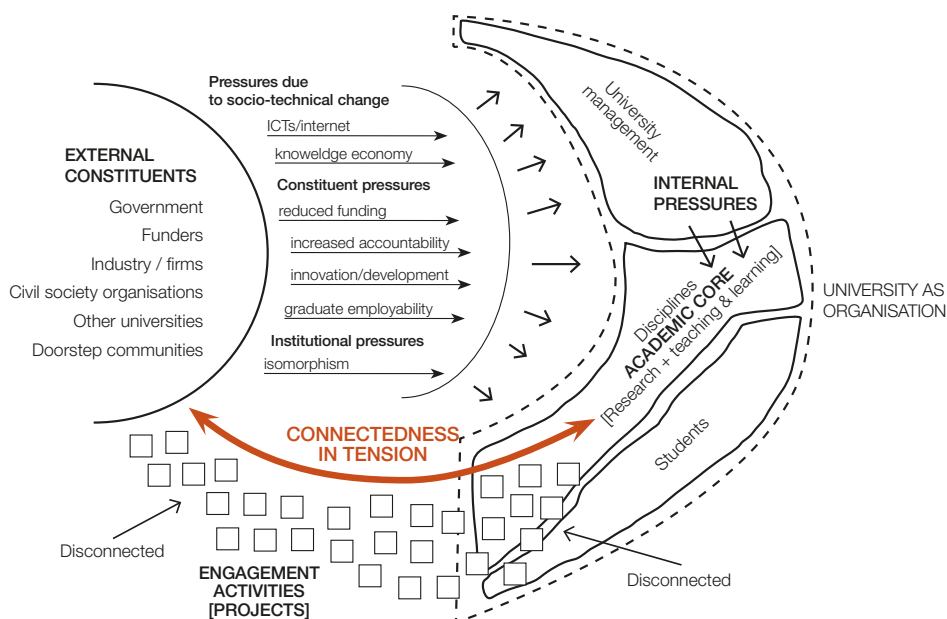 Pressures due
to socio-technical change
ICTs/internet
knoweldge economy
Constituent pressures
reduced funding
increased accountability
innovation/development
graduate employability
Institutional pressures
isomorphism
EXTERNAL
CONSTITUENTS
Government
Funders
Industry / firms
Civil society organisations
Other universities
Doorstep communities
University
management
INTERNAL
PRESSURES
Disciplines
ACADEMIC CORE
[Research + teaching & learning]
Students
UNIVERSITY AS
ORGANISATION
CONNECTEDNESS
IN TENSION
Disconnected
ENGAGEMENT
ACTIVITIES
[PROJECTS]
Disconnected